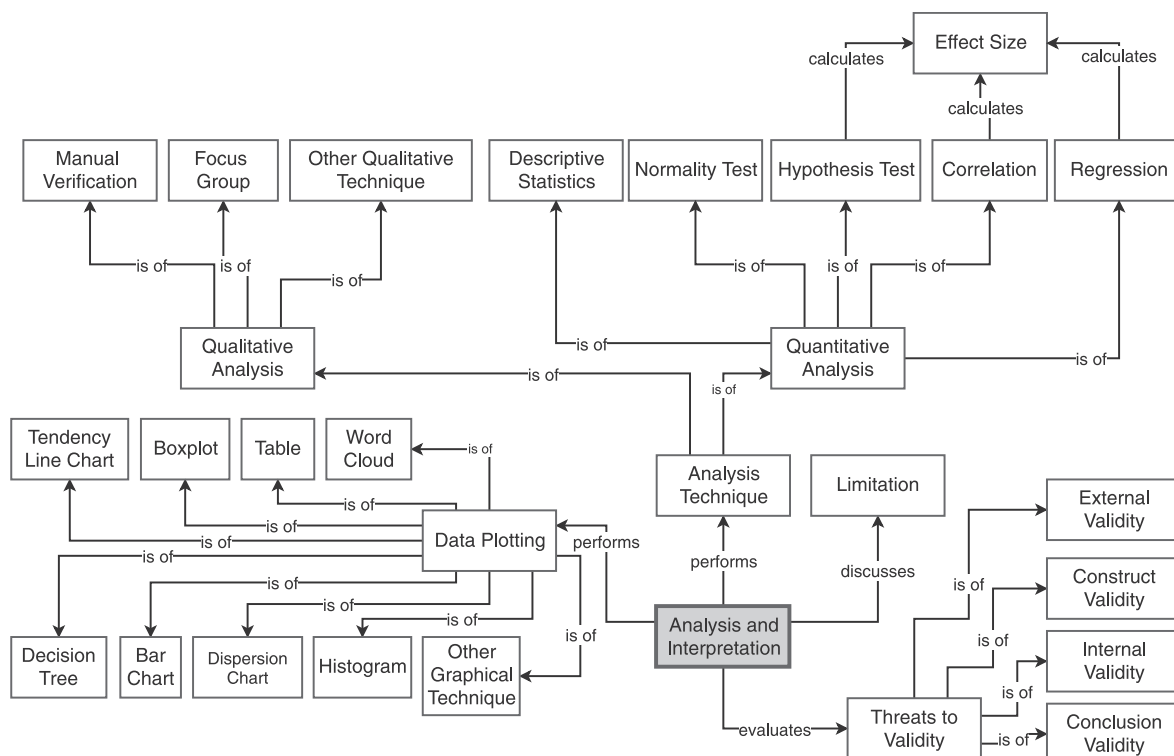 Effect Size
calculates
calculates
calculates
Manual
Verification
Focus
Group
Other Qualitative
Technique
Descriptive
Statistics
Normality Test
Hypothesis Test
Correlation
Regression
is of
is of
is of
is of
is of
is of
Qualitative
Analysis
is of
Quantitative
Analysis
is of
is of
is of
Tendency
Line Chart
Boxplot
Table
Word
Cloud
is of
Analysis
Technique
Limitation
External
Validity
is of
is of
is of
Data Plotting
performs
is of
performs
discusses
is of
Construct
Validity
is of
is of
is of
is of
is of
Decision
Tree
Bar
Chart
Dispersion
Chart
Histogram
Other
Graphical
Technique
Analysis and
Interpretation
Internal
Validity
is of
evaluates
Threats to
Validity
is of
Conclusion
Validity